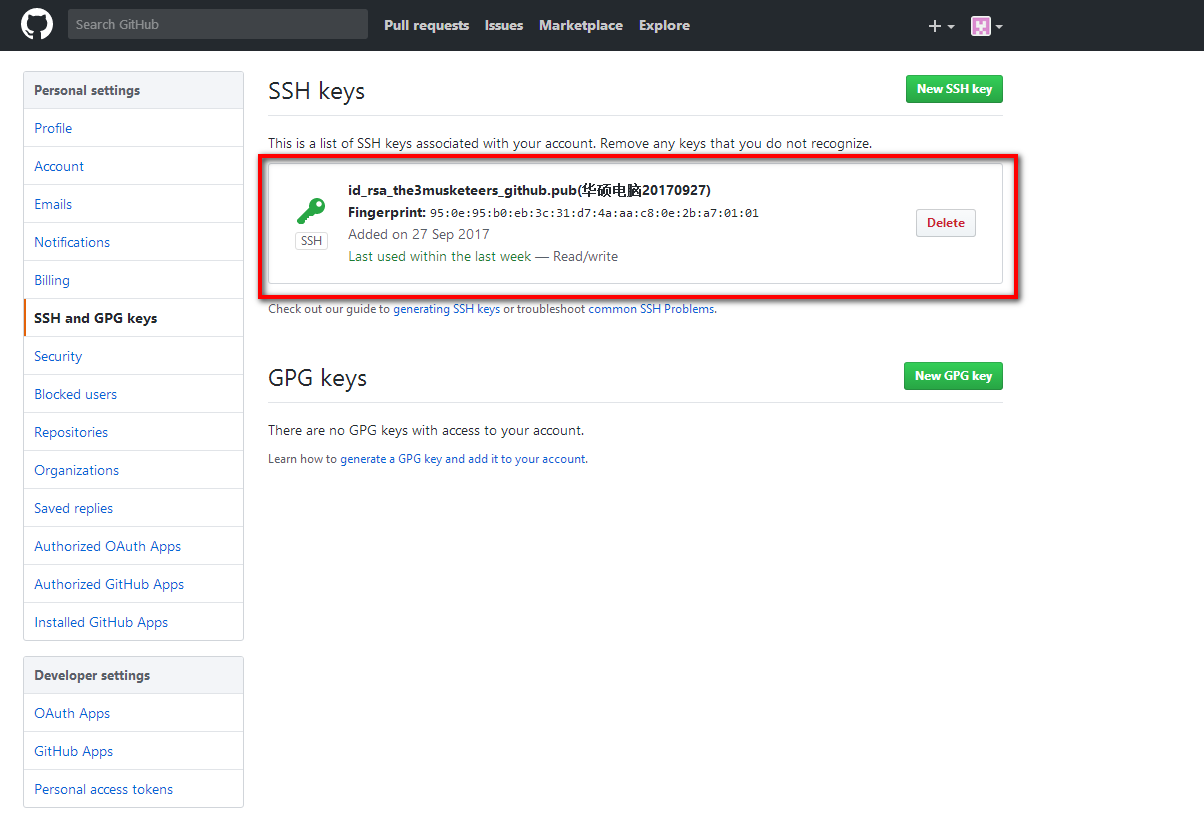 Search GitHub
Pull requests
Issues
Marketplace
Explore
Personal settings
Profile
Account
Emails
Notifications
Billing
SSH and GPG keys
Security
Blocked users
Repositories
Organizations
Saved replies
Authorized OAuth Apps
Authorized GitHub Apps
Installed GitHub Apps
Developer settings
OAuth Apps
GitHub Apps
Personal access tokens
SSH keys
New SSH key
This is a list of SSH keys associated with your account. Remove any keys that you do not recognize.
SSH
id_rsa_the3musketeers_github.pub(华硕电脑20170927)
Fingerprint: 95:0e:95:b0:eb:3c:31:d7:4a:aa:c8:0e:2b:a7:01:01
Added on 27 Sep 2017
Last used within the last week — Read/write
Delete
Check out our guide to generating SSH keys or troubleshoot common SSH Problems.
GPG keys
New GPG key
There are no GPG keys with access to your account.
Learn how to generate a GPG key and add it to your account.